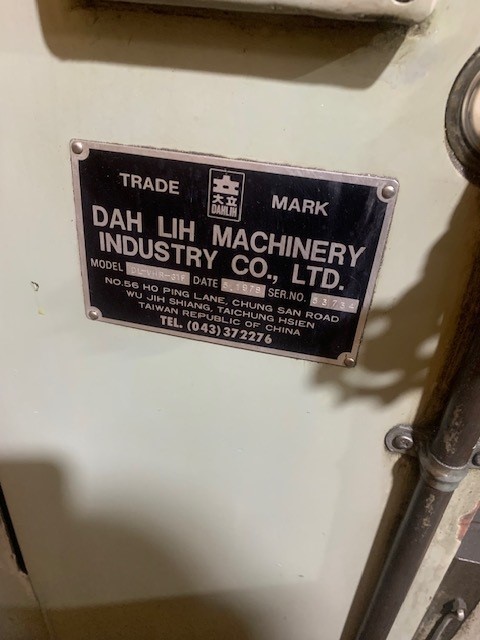 TRADE MARK
大立
DAHLIH
DAH LIH MACHINERY
INDUSTRY CO., LTD.
MODEL DATE 1978 SER.NO.
NO.56 HO PING LANE, CHUNG SAN ROAD
WU JIH SHIANG, TAICHUNG HSIEN
TAIWAN REPUBLIC OF CHINA
TEL. (043)372276